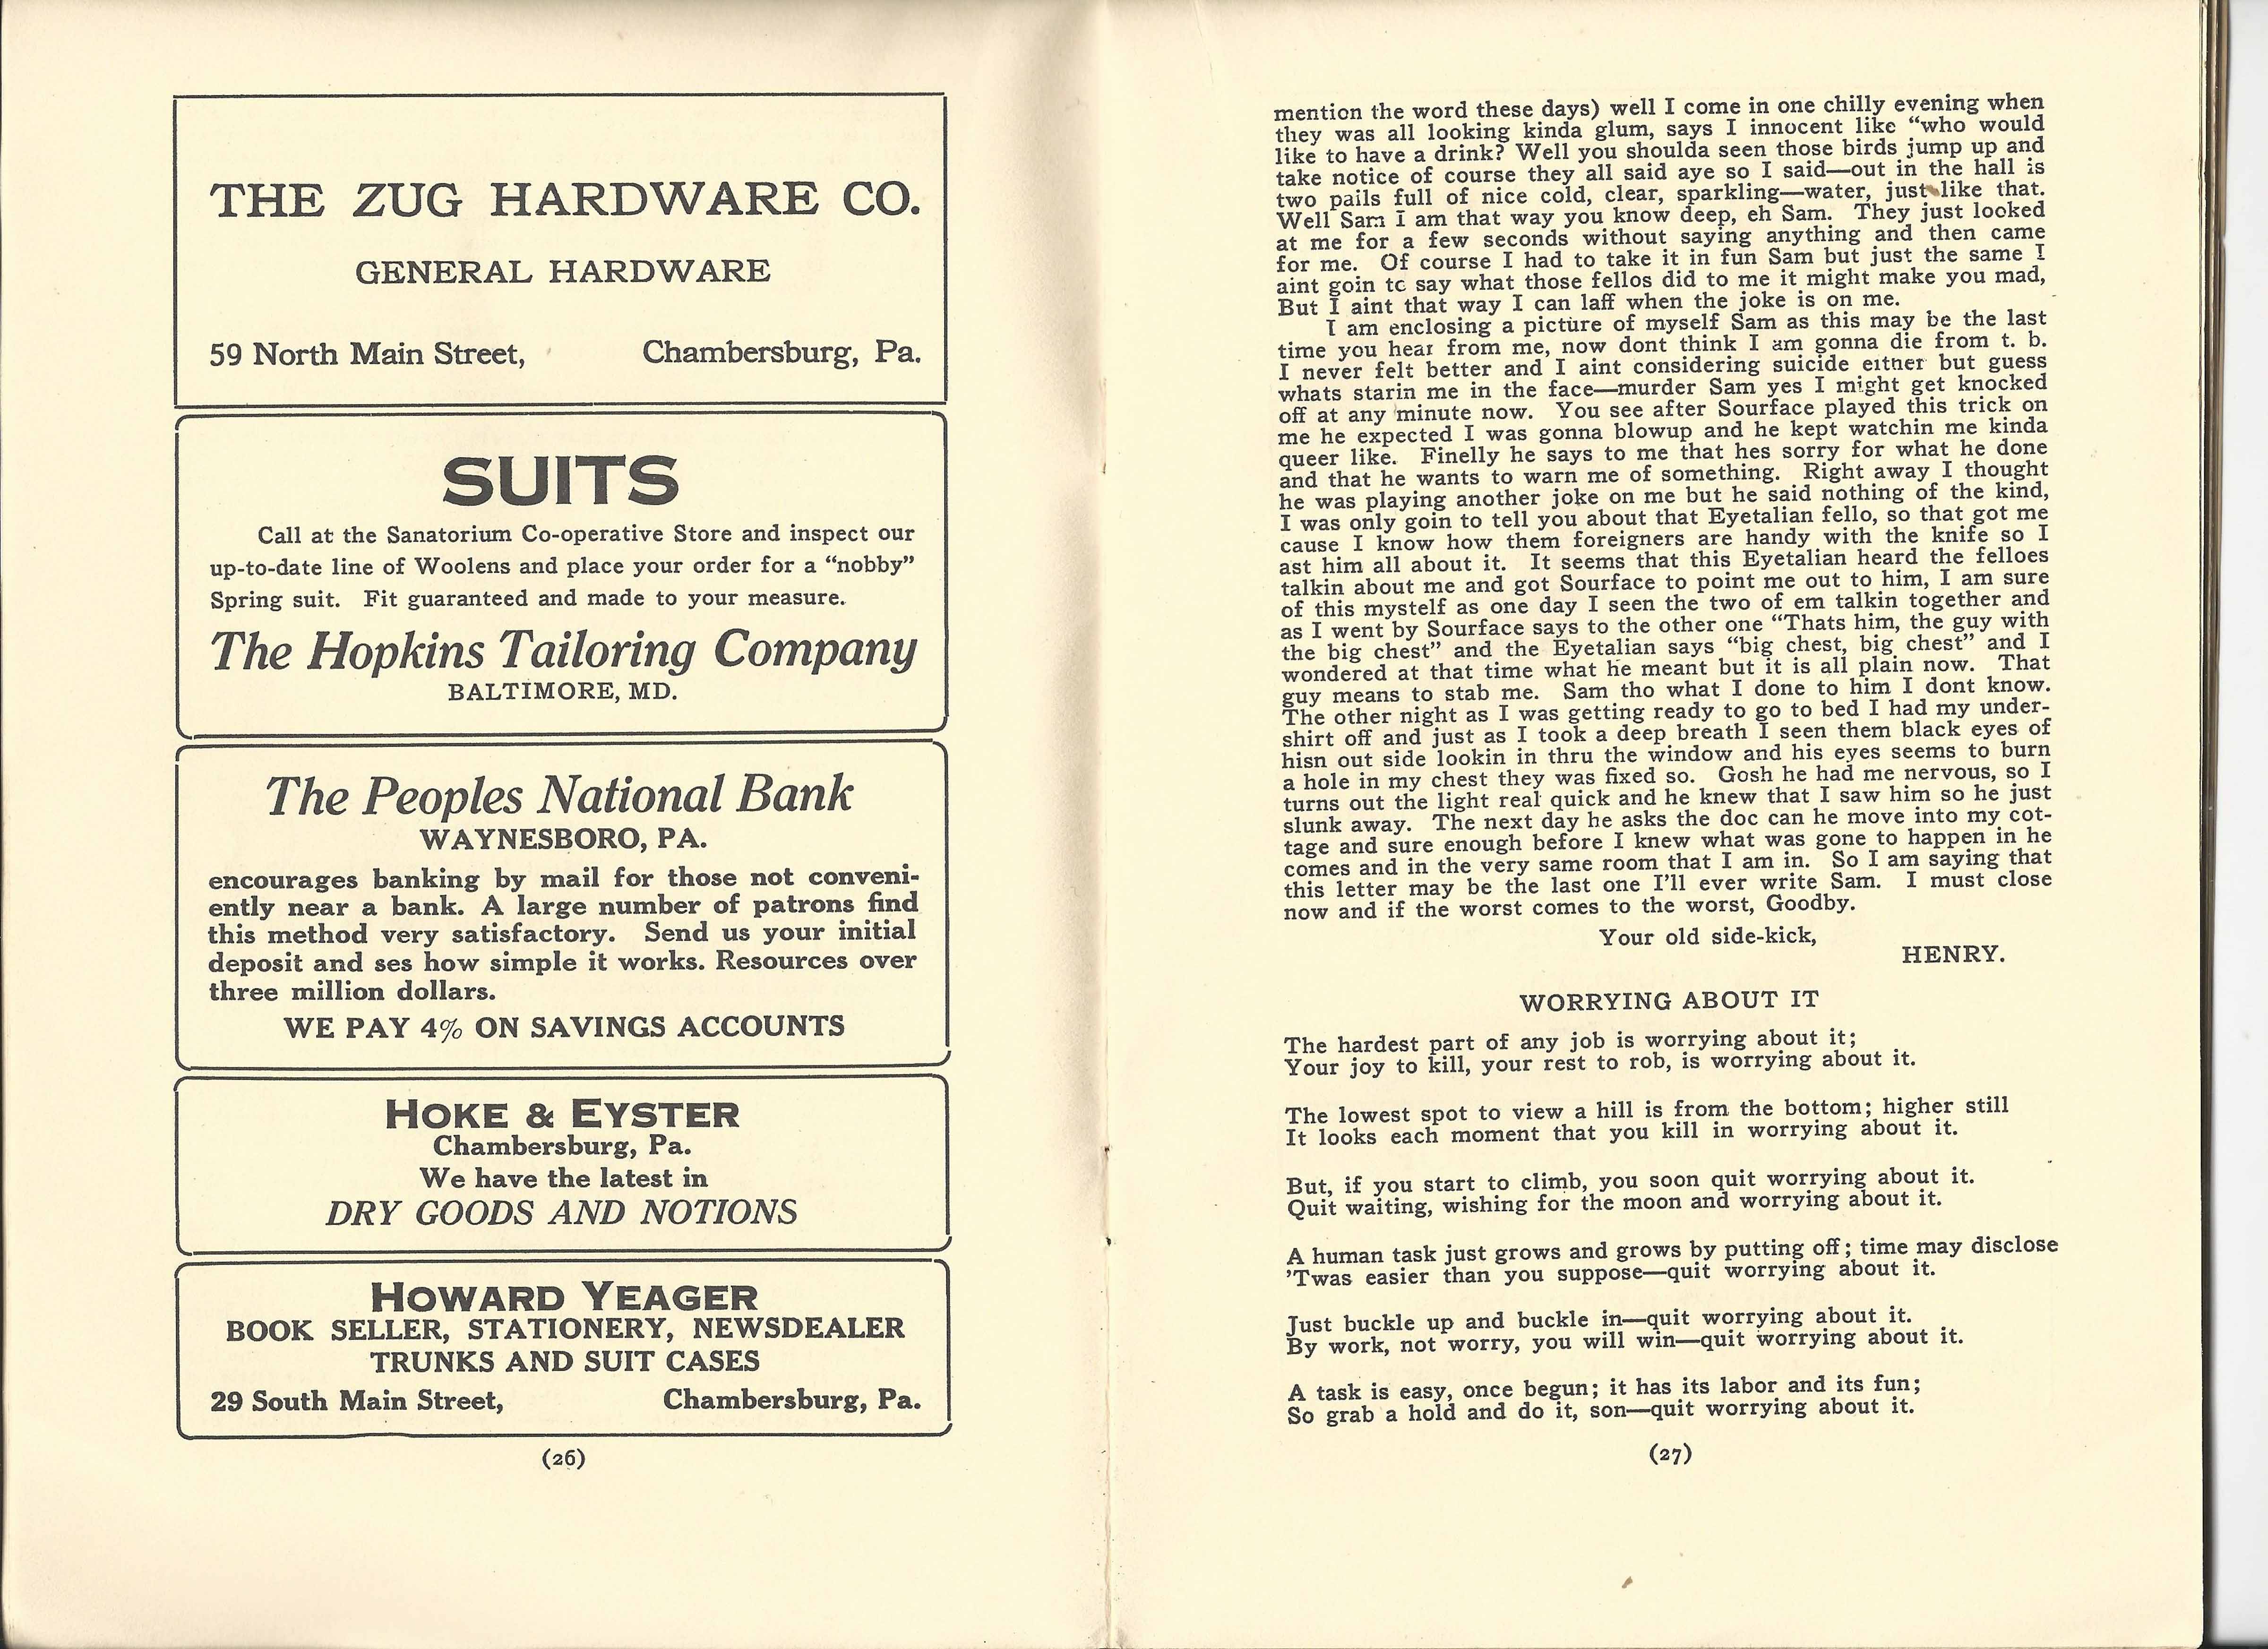 THE ZUG HARDWARE CO.
GENERAL HARDWARE
59 North Main Street, Chambersburg, Pa.
SUITS
Call at the Sanatorium Co-operative Store and inspect our
up-to-date line of Woolens and place your order for a “nobby”
Spring suit. Fit guaranteed and made to your measure.
The Hopkins Tailoring Company
BALTIMORE, MD.
The Peoples National Bank
WAYNESBORO, PA.
encourages banking by mail for those not conveni-
ently near a bank. A large number of patrons find
this method very satisfactory. Send us your initial
deposit and ses how simple it works. Resources over
three million dollars.
WE PAY 4% ON SAVINGS ACCOUNTS
HOKE & EYSTER
Chambersburg, Pa.
We have the latest in
DRY GOODS AND NOTIONS
HOWARD YEAGER
BOOK SELLER, STATIONERY, NEWSDEALER
TRUNKS AND SUIT CASES
29 South Main Street, Chambersburg, Pa.
(26)
mention the word these days) well I come in one chilly evening when
they was all looking kinda glum, says I innocent like “who would
like to have a drink? Well you shoulda seen those birds jump up and
take notice of course they all said aye so I said—out in the hall is
two pails full of nice cold, clear, sparkling—water, just like that.
Well Sam I am that way you know deep, eh Sam. They just looked
at me for a few seconds without saying anything and then came
for me. Of course I had to take it in fun Sam but just the same I
aint goin to say what those fellos did to me it might make you mad,
But I aint that way I can laff when the joke is on me.
I am enclosing a picture of myself Sam as this may be the last
time you hear from me, now dont think I am gonna die from t. b.
I never felt better and I aint considering suicide either but guess
whats starin me in the face—murder Sam yes I might get knocked
off at any minute now. You see after Sourface played this trick on
me he expected I was gonna blowup and he kept watchin me kinda
queer like. Finelly he says to me that hes sorry for what he done
and that he wants to warn me of something. Right away I thought
he was playing another joke on me but he said nothing of the kind,
I was only goin to tell you about that Eyetalian fello, so that got me
cause I know how them foreigners are handy with the knife so I
ast him all about it. It seems that this Eyetalian heard the felloes
talkin about me and got Sourface to point me out to him, I am sure
of this mystelf as one day I seen the two of em talkin together and
as I went by Sourface says to the other one “Thats him, the guy with
the big chest” and the Eyetalian says “big chest, big chest” and I
wondered at that time what he meant but it is all plain now. That
guy means to stab me. Sam tho what I done to him I dont know.
The other night as I was getting ready to go to bed I had my under-
shirt off and just as I took a deep breath I seen them black eyes of
hisn out side lookin in thru the window and his eyes seems to burn
a hole in my chest they was fixed so. Gosh he had me nervous, so I
turns out the light real quick and he knew that I saw him so he just
slunk away. The next day he asks the doc can he move into my cot-
tage and sure enough before I knew what was gone to happen in he
comes and in the very same room that I am in. So I am saying that
this letter may be the last one I’ll ever write Sam. I must close
now and if the worst comes to the worst, Goodby.
Your old side-kick,
HENRY.
WORRYING ABOUT IT
The hardest part of any job is worrying about it;
Your joy to kill, your rest to rob, is worrying about it.
The lowest spot to view a hill is from the bottom; higher still
It looks each moment that you kill in worrying about it.
But, if you start to climb, you soon quit worrying about it.
Quit waiting, wishing for the moon and worrying about it.
A human task just grows and grows by putting off; time may disclose
’Twas easier than you suppose—quit worrying about it.
Just buckle up and buckle in—quit worrying about it.
By work, not worry, you will win—quit worrying about it.
A task is easy, once begun; it has its labor and its fun;
So grab a hold and do it, son—quit worrying about it.
(27)